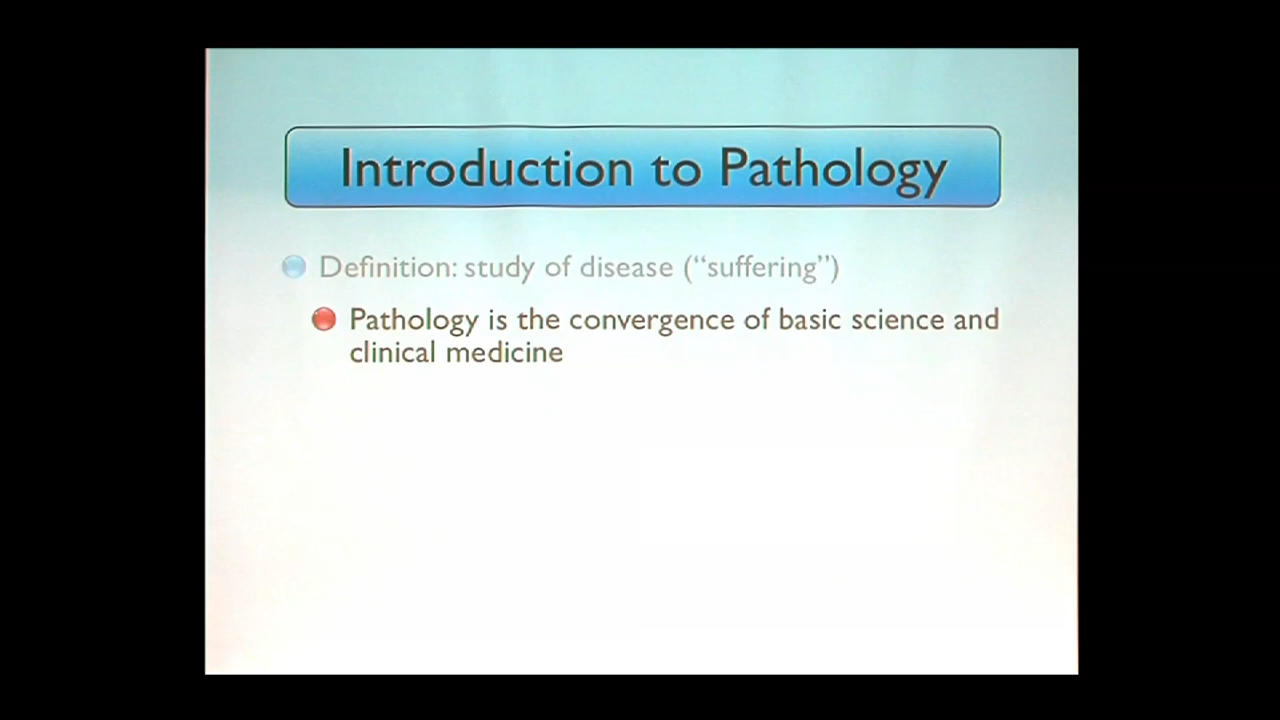 Introduction to Pathology
Definition: study of disease (“suffering”)
Pathology is the convergence of basic science and
clinical medicine